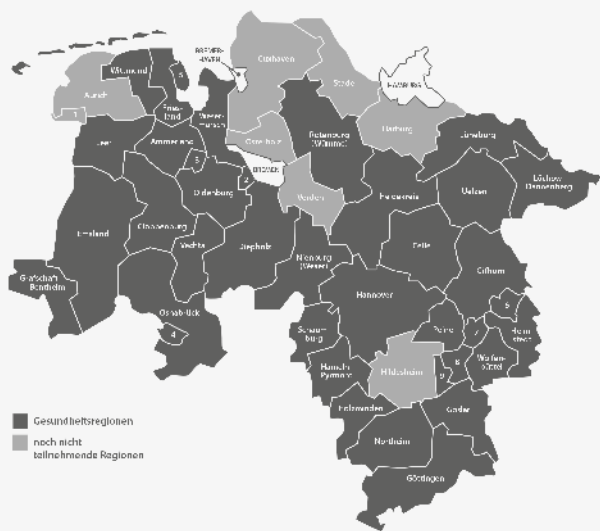 BREMER-
HAVEN
Cuxhaven
Wittmund
Stade
HAMBURG
Aurich
1
Fries-
land
Weser-
marsch
Harburg
Osterholz
Rotenburg
(Wümme)
Lüneburg
Leer
Ammerland
3
BREMEN
2
Oldenburg
Verden
Heidekreis
Uelzen
Lüchow-
Dannenberg
Emsland
Cloppenburg
Vechta
Diepholz
Nienburg
(Weser)
Celle
Gifhorn
Grafschaft
Bentheim
Hannover
Osnabrück
4
Schaum-
burg
Peine
7
Helm-
stedt
Hameln-
Pyrmont
Hildesheim
9
8
Wolfen-
büttel
Holzminden
Goslar
Northeim
Göttingen
Gesundheitsregionen
noch nicht
teilnehmende Regionen